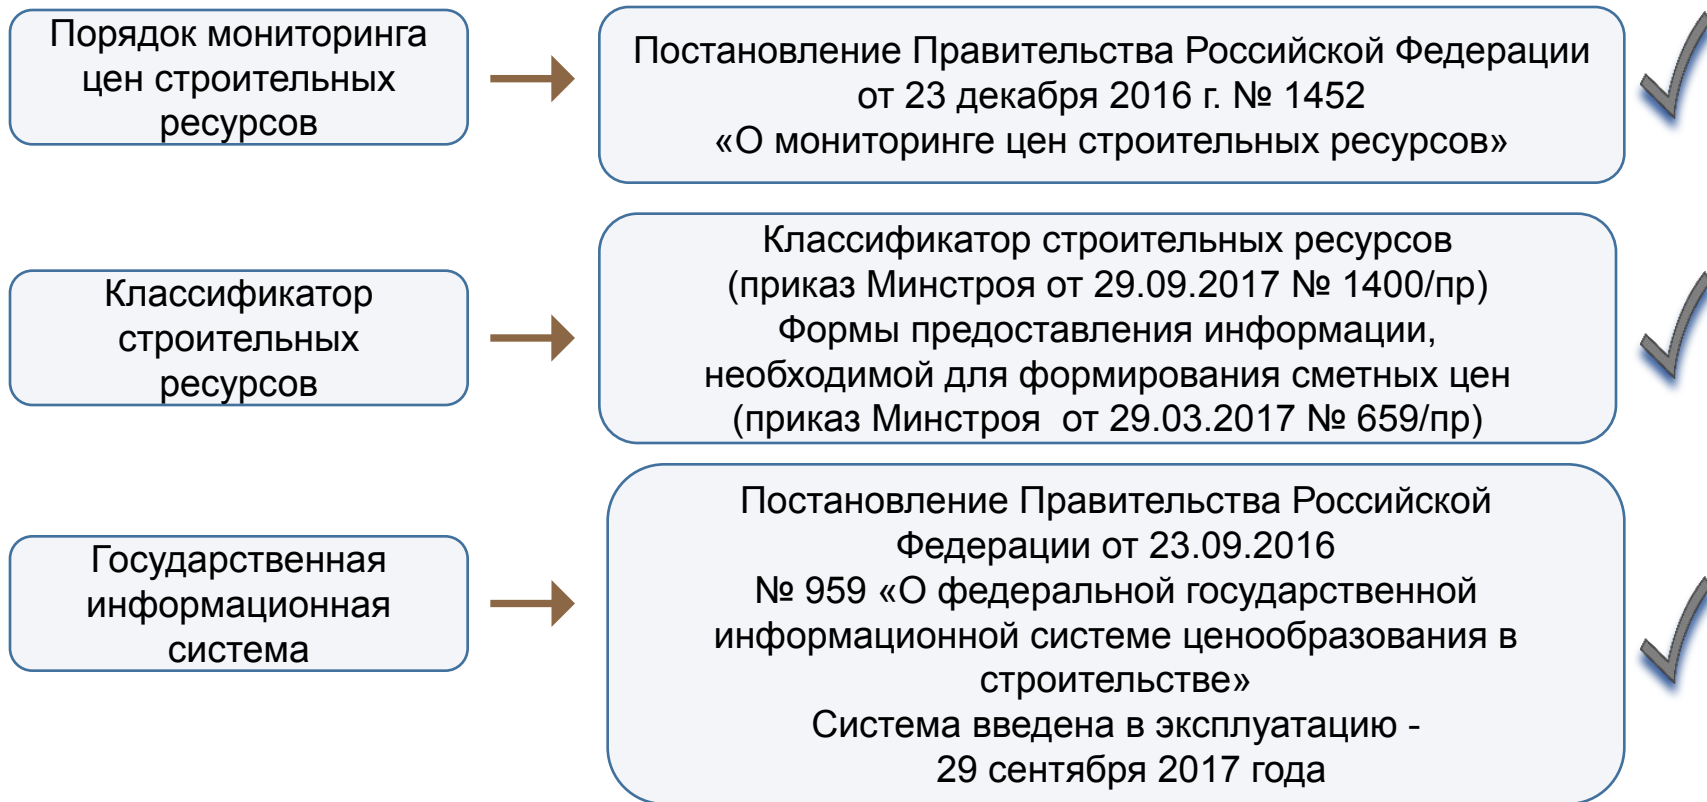 Порядок мониторинга
цен строительных
ресурсов
Постановление Правительства Российской Федерации
от 23 декабря 2016 г. № 1452
«О мониторинге цен строительных ресурсов»
Классификатор
строительных
ресурсов
Классификатор строительных ресурсов
(приказ Минстроя от 29.09.2017 № 1400/пр)
Формы предоставления информации,
необходимой для формирования сметных цен
(приказ Минстроя  от 29.03.2017 № 659/пр)
Государственная
информационная
система
Постановление Правительства Российской
Федерации от 23.09.2016
№ 959 «О федеральной государственной
информационной системе ценообразования в
строительстве»
Система введена в эксплуатацию -
29 сентября 2017 года